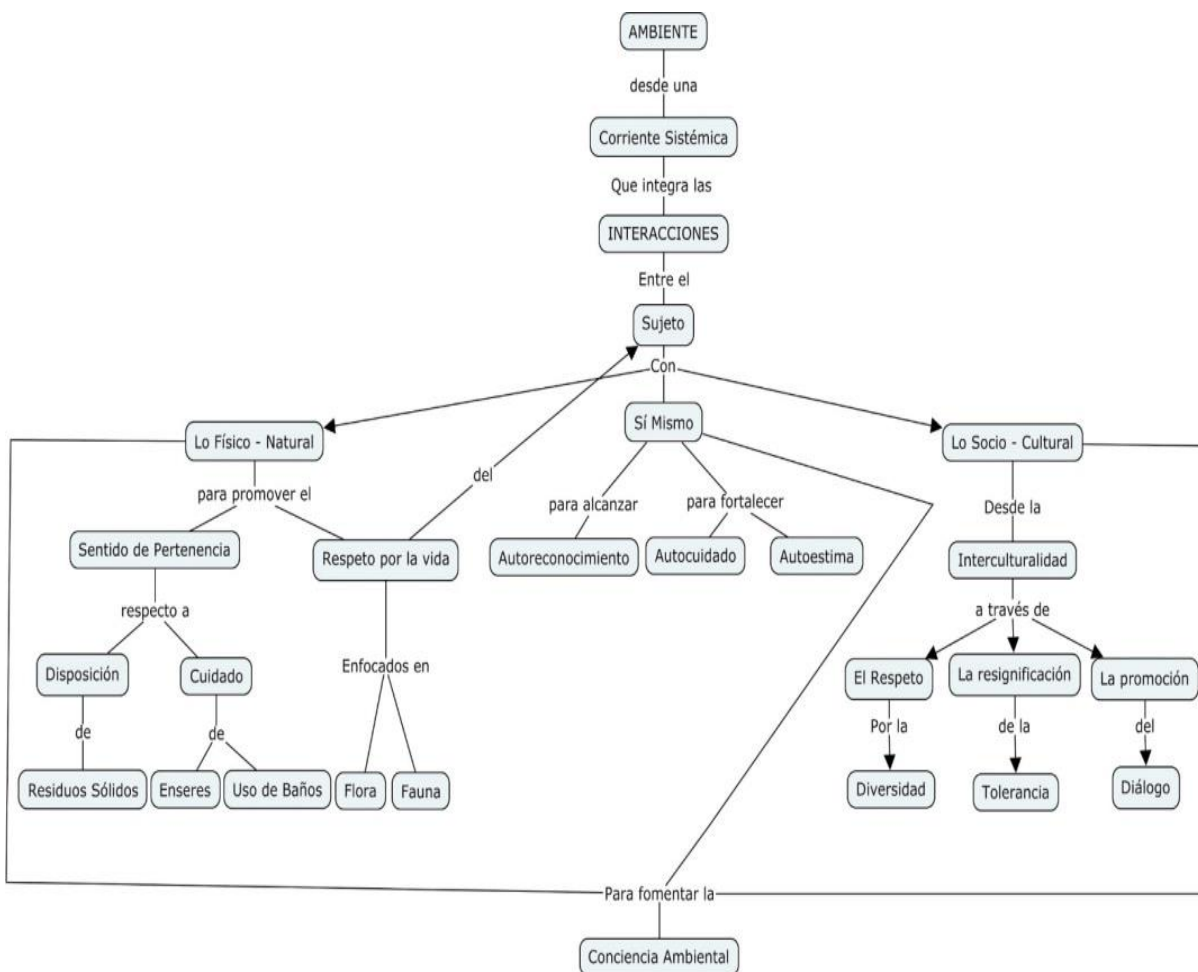 AMBIENTE
desde una
Corriente Sistémica
Que integra las
INTERACCIONES
Entre el
Sujeto
Con
Lo Físico - Natural
Sí Mismo
Lo Socio - Cultural
para promover el
del
para alcanzar
para fortalecer
Desde la
Sentido de Pertenencia
Respeto por la vida
Autoreconocimiento
Autocuidado
Autoestima
Interculturalidad
respecto a
a través de
Disposición
Cuidado
Enfocados en
El Respeto
La resignificación
La promoción
de
de
Por la
de la
del
Residuos Sólidos
Enseres
Uso de Baños
Flora
Fauna
Diversidad
Tolerancia
Diálogo
Para fomentar la
Conciencia Ambiental